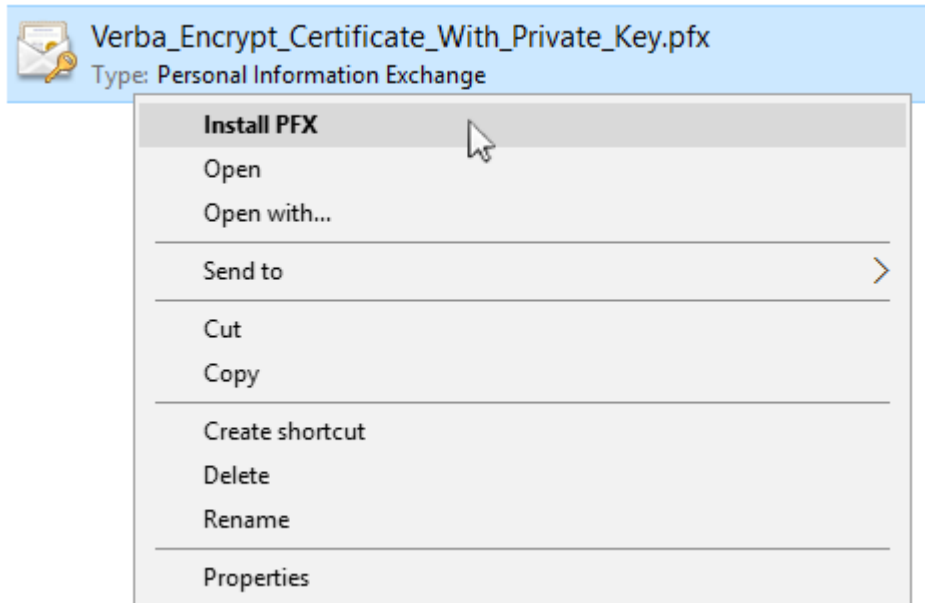 Verba_Encrypt_Certificate_With_Private_Key.pfx
Type: Personal Information Exchange
Install PFX
Open
Open with...
Send to
Cut
Copy
Create shortcut
Delete
Rename
Properties